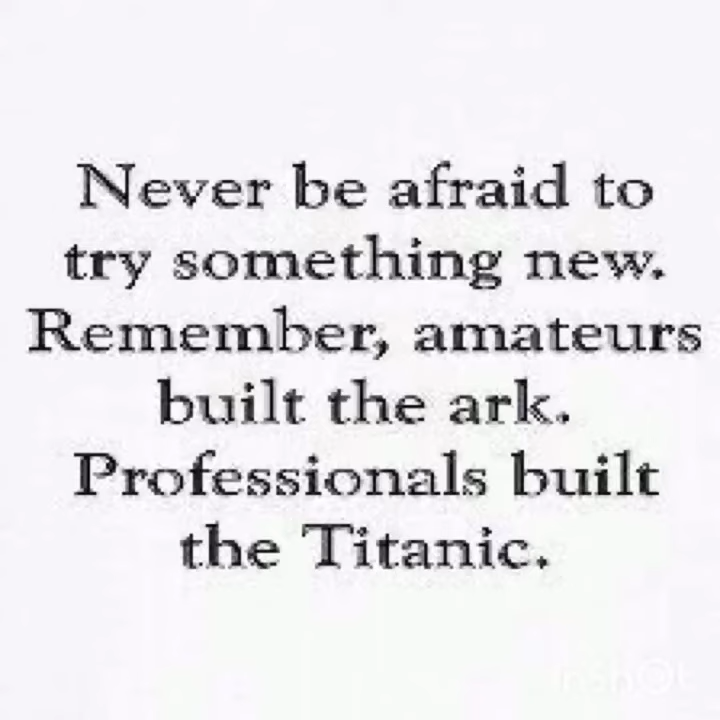 Never be afraid to
try something new.
Remember, amateurs
built the ark.
Professionals built
the Titanic.